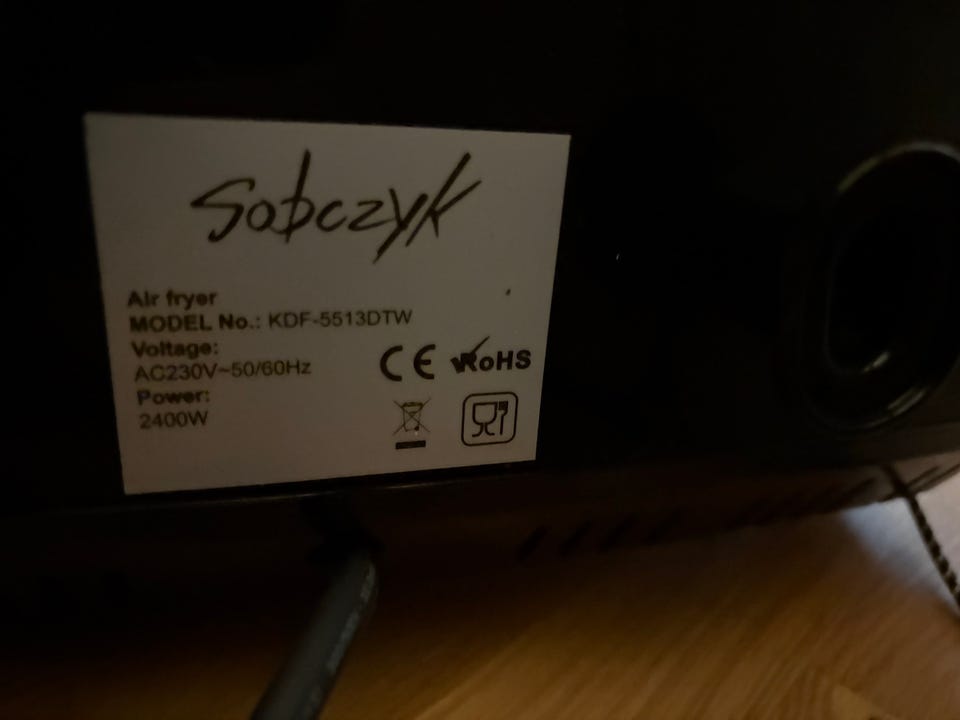 Sobczyk
Air fryer
MODEL No.: KDF-5513DTW
Voltage:
AC230V~50/60Hz
Power:
2400W
CE RoHS